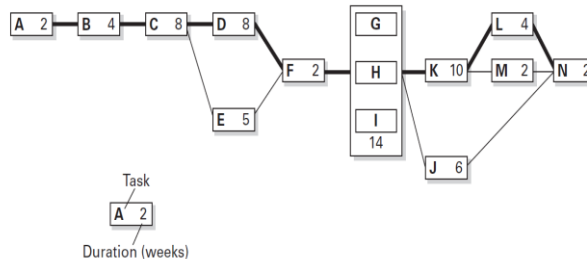 A 2
B 4
C 8
D 8
E 5
F 2
G
H
I
14
K 10
L 4
M 2
N 2
J 6
Task
A 2
Duration (weeks)